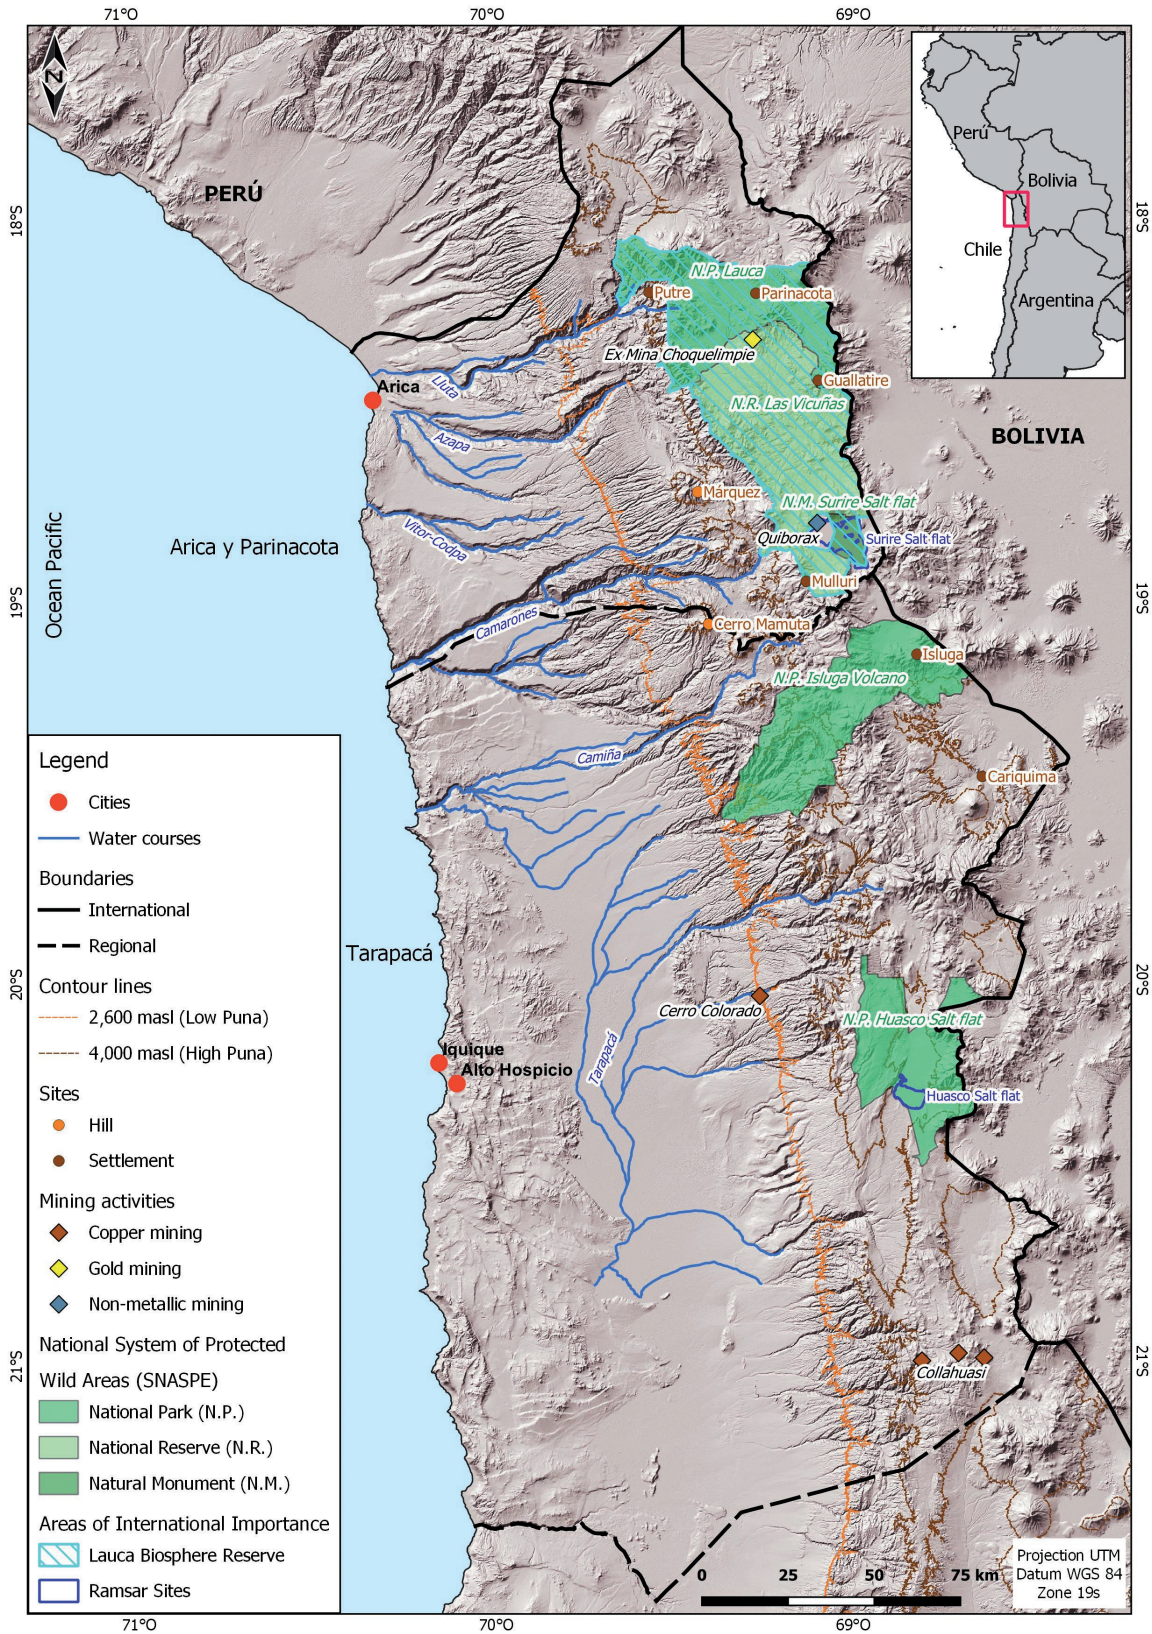 71°O
70°O
69°O
N
18°S
18°S
19°S
19°S
20°S
20°S
21°S
21°S
Perú
Bolivia
Chile
Argentina
PERÚ
BOLIVIA
N.P. Lauca
Putre
Parinacota
Ex Mina Choquelimpie
Guallatire
N.R. Las Vicuñas
Lluta
Arica
Azapa
Marquez
N.M. Surire Salt flat
Vitor-Codpa
Quiborax
Surire Salt flat
Arica y Parinacota
Ocean Pacific
Mulluri
Camarones
Cerro Mamuta
Isluga
N.P. Isluga Volcano
Camiña
Cariquima
Tarapacá
Cerro Colorado
N.P. Huasco Salt flat
Iquique
Alto Hospicio
Tarapacá
Huasco Salt flat
Collahuasi
Legend
Cities
Water courses
Boundaries
International
Regional
Contour lines
2,600 masl (Low Puna)
4,000 masl (High Puna)
Sites
Hill
Settlement
Mining activities
Copper mining
Gold mining
Non-metallic mining
National System of Protected
Wild Areas (SNASPE)
National Park (N.P.)
National Reserve (N.R.)
Natural Monument (N.M.)
Areas of International Importance
Lauca Biosphere Reserve
Ramsar Sites
0 25 50 75 km
Projection UTM
Datum WGS 84
Zone 19s
71°O
70°O
69°O